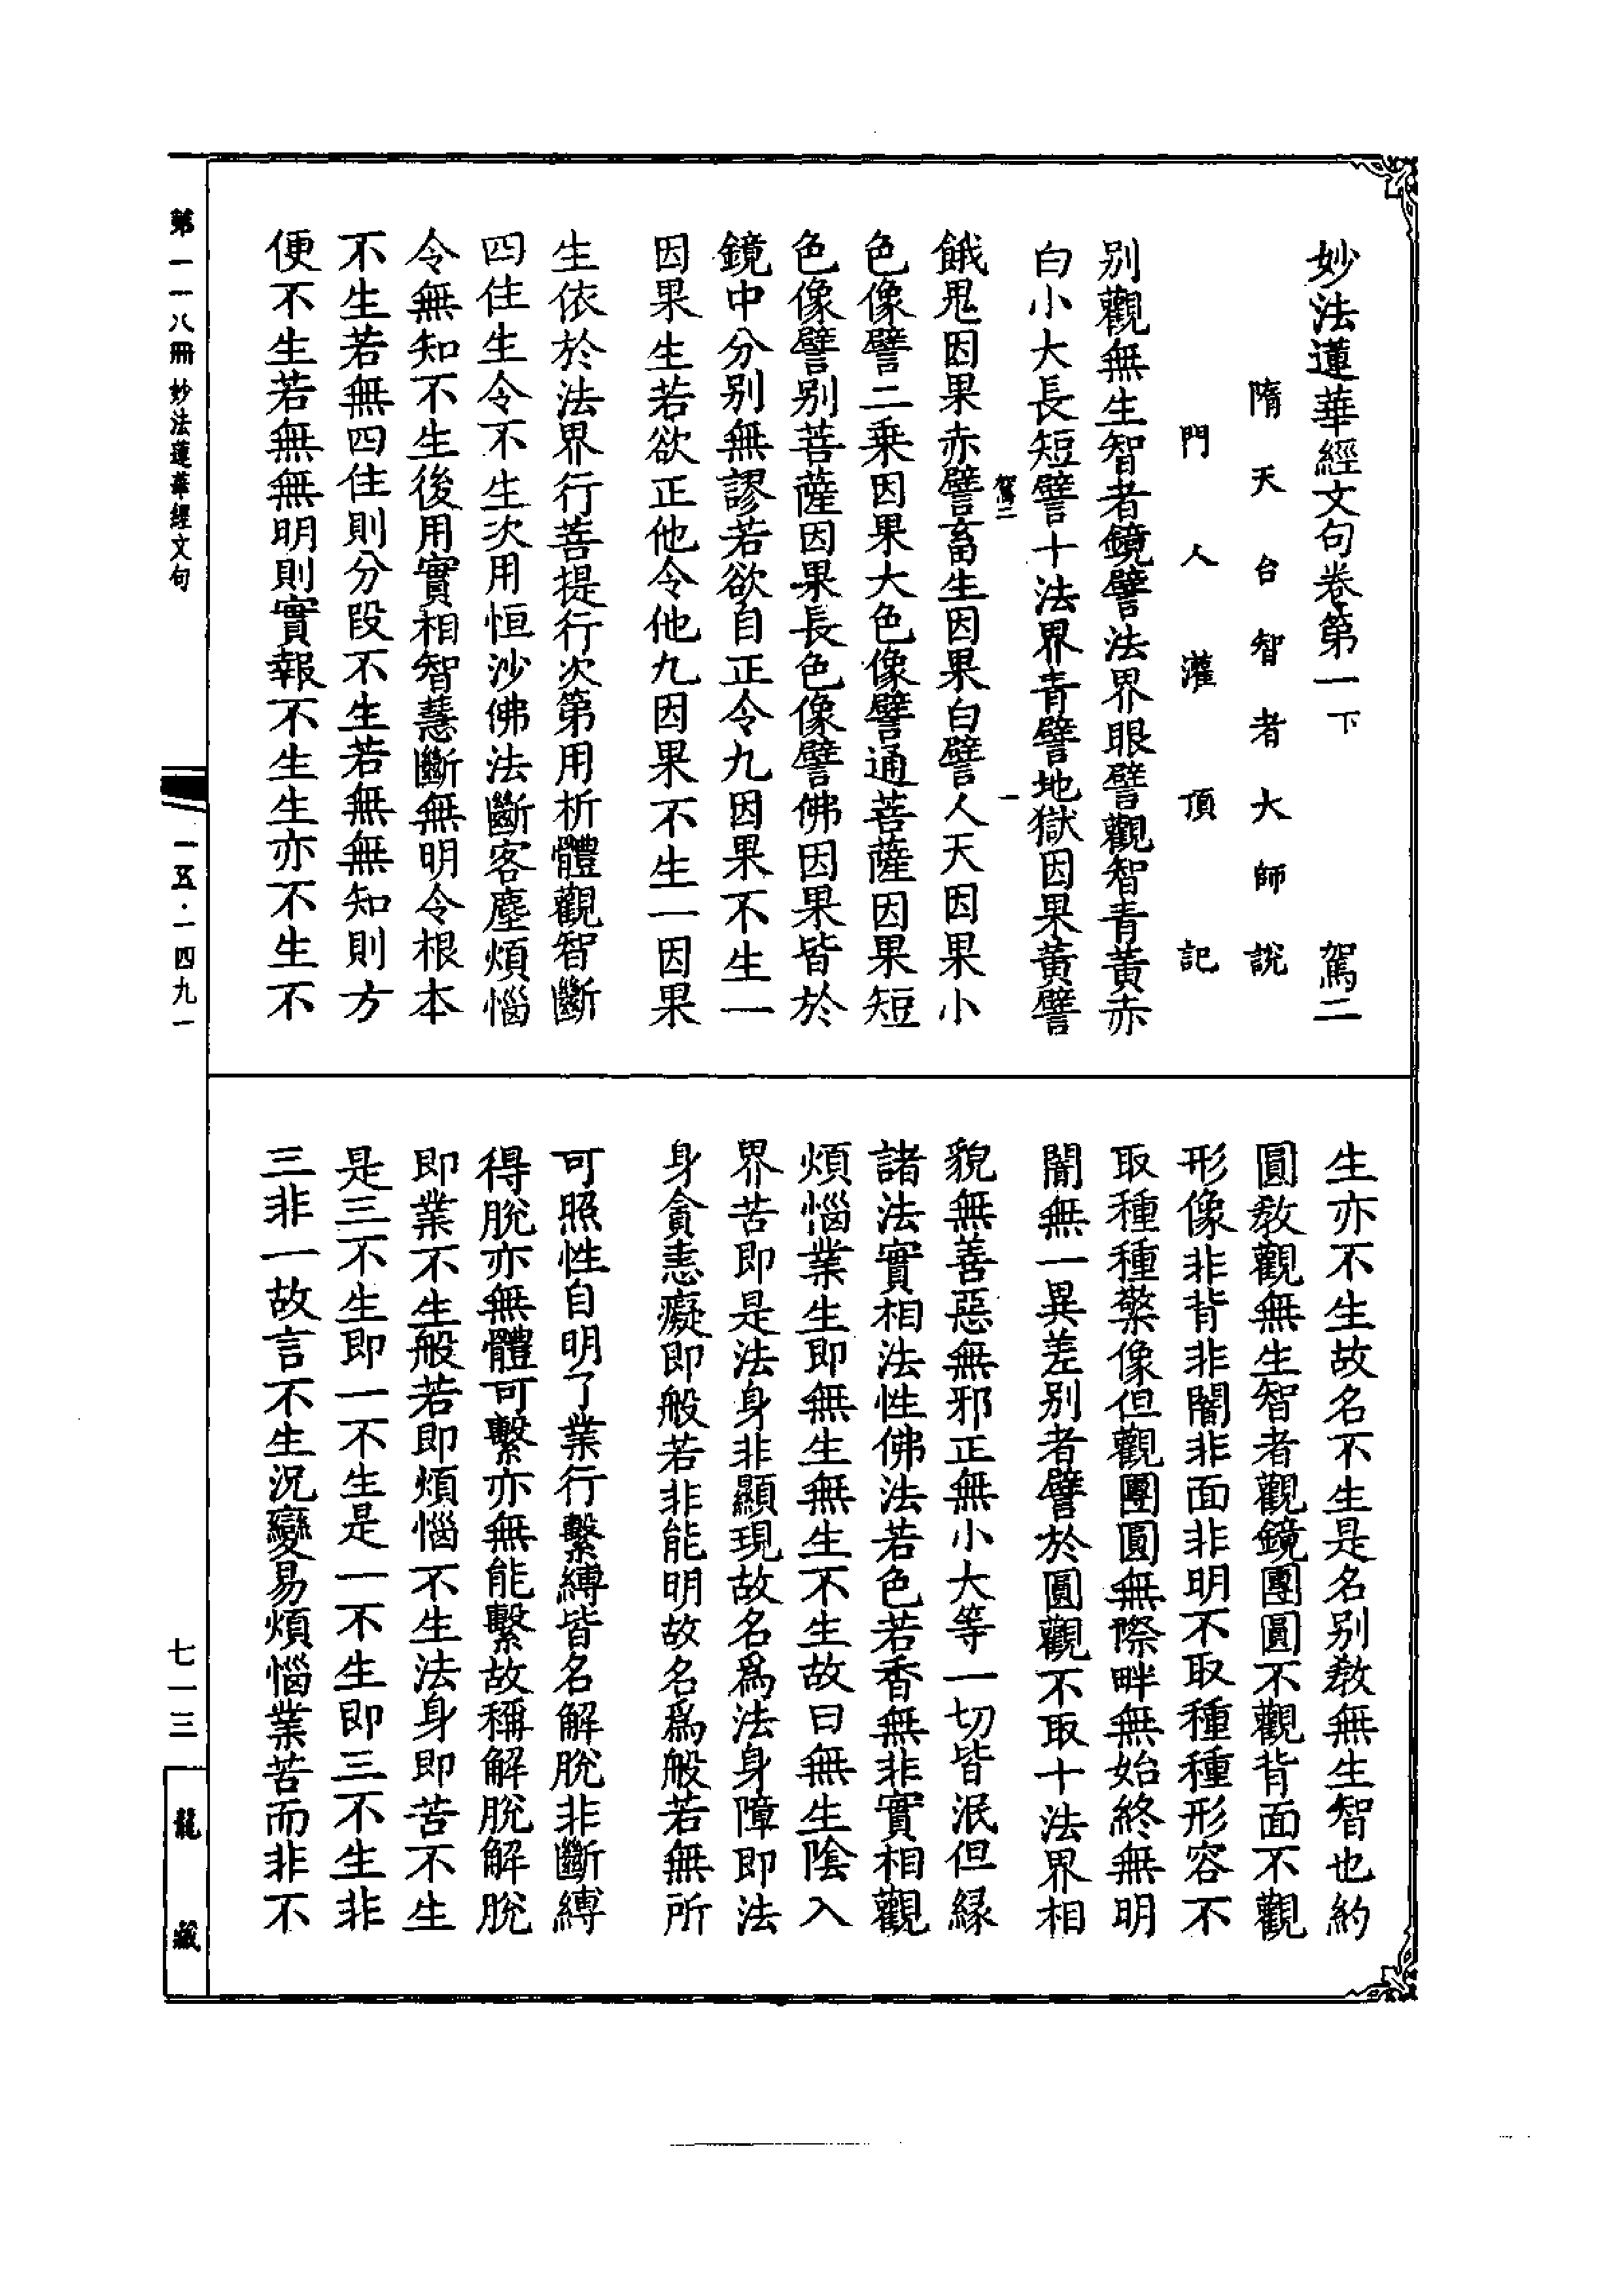 妙法蓮華經文句卷第一下　駕二
隋天台智者大師說
門人灌頂記
別觀無生智者鏡譬法界眼譬觀智青黃赤
白小大長短譬十法界青譬地獄因果黃譬
駕二　一
餓鬼因果赤譬畜生因果白譬人天因果小
色像譬二乘因果大色像譬通菩薩因果短
色像譬別菩薩因果長色像譬佛因果皆於
鏡中分別無謬若欲自正令九因果不生一
因果生若欲正他令他九因果不生一因果
生依於法界行菩提行次第用析體觀智斷
四住生令不生次用恒沙佛法斷客塵煩惱
令無知不生後用實相智慧斷無明令根本
不生若無四住則分段不生若無無知則方
便不生若無無明則實報不生生亦不生不
生亦不生故名不生是名別教無生智也約
圓教觀無生智者觀鏡團圓不觀背面不觀
形像非背非闇非面非明不取種種形容不
取種種檠像但觀團圓無際畔無始終無明
闇無一異差別者譬於圓觀不取十法界相
貌無善惡無邪正無小大等一切皆泯但緣
諸法實相法性佛法若色若香無非實相觀
煩惱業生即無生無生不生故曰無生陰入
界苦即是法身非顯現故名爲法身障即法
身貪恚癡即般若非能明故名爲般若無所
可照性自明了業行繫縛皆名解脫非斷縛
得脫亦無體可繫亦無能繫故稱解脫解脫
即業不生般若即煩惱不生法身即苦不生
是三不生即一不生是一不生即三不生非
三非一故言不生況變易煩惱業苦而非不
第一一八冊　妙法蓮華經文句
一五·一四九一
七一三
龍藏